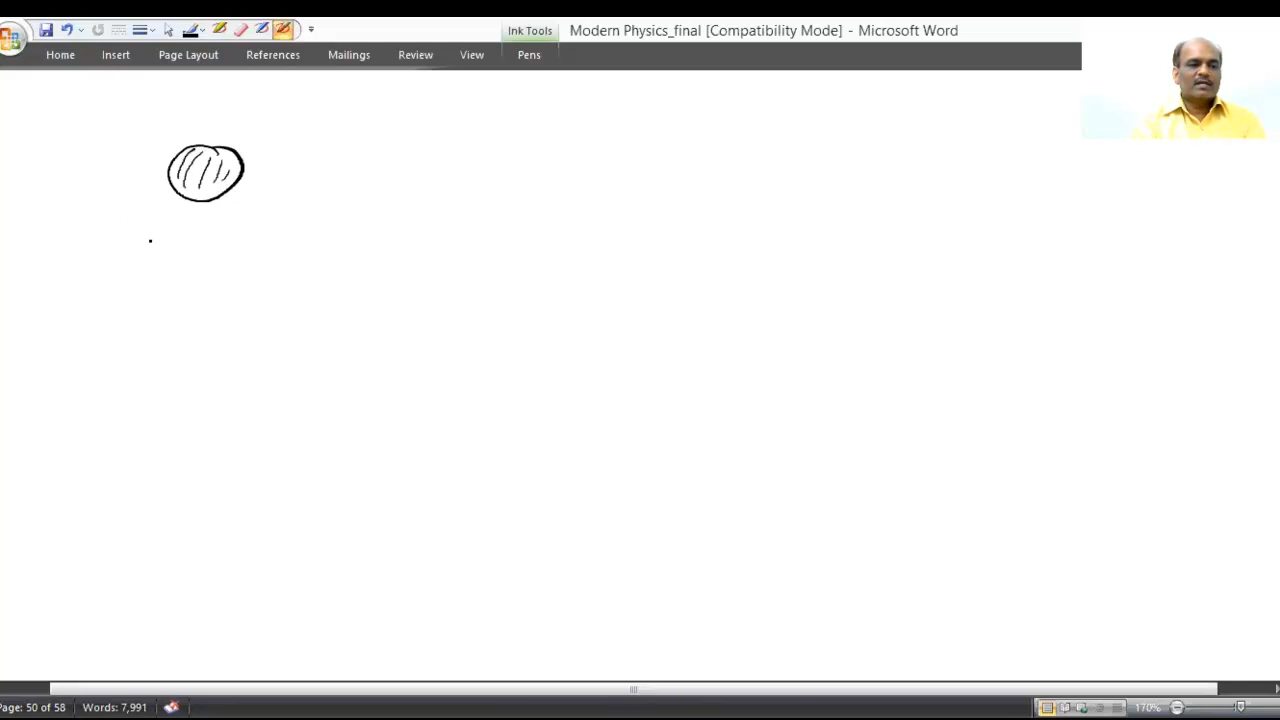 Ink Tools
Modern Physics_final [Compatibility Mode] - Microsoft Word
Home Insert Page Layout References Mailings Review View Pens
Page: 50 of 58 Words: 7,991 170%